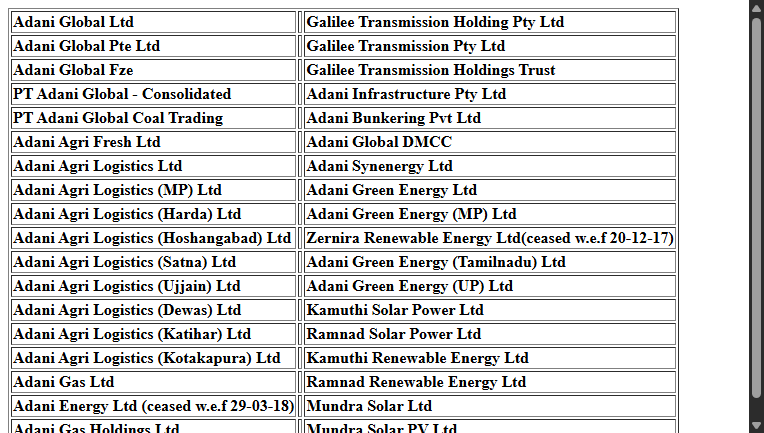 Adani Global Ltd Galilee Transmission Holding Pty Ltd
Adani Global Pte Ltd Galilee Transmission Pty Ltd
Adani Global Fze Galilee Transmission Holdings Trust
PT Adani Global - Consolidated Adani Infrastructure Pty Ltd
PT Adani Global Coal Trading Adani Bunkering Pvt Ltd
Adani Agri Fresh Ltd Adani Global DMCC
Adani Agri Logistics Ltd Adani Synenergy Ltd
Adani Agri Logistics (MP) Ltd Adani Green Energy Ltd
Adani Agri Logistics (Harda) Ltd Adani Green Energy (MP) Ltd
Adani Agri Logistics (Hoshangabad) Ltd Zernira Renewable Energy Ltd(ceased w.e.f 20-12-17)
Adani Agri Logistics (Satna) Ltd Adani Green Energy (Tamilnadu) Ltd
Adani Agri Logistics (Ujjain) Ltd Adani Green Energy (UP) Ltd
Adani Agri Logistics (Dewas) Ltd Kamuthi Solar Power Ltd
Adani Agri Logistics (Katihar) Ltd Ramnad Solar Power Ltd
Adani Agri Logistics (Kotakapura) Ltd Kamuthi Renewable Energy Ltd
Adani Gas Ltd Ramnad Renewable Energy Ltd
Adani Energy Ltd (ceased w.e.f 29-03-18) Mundra Solar Ltd
Adani Gas Holdings Ltd Mundra Solar PV Ltd